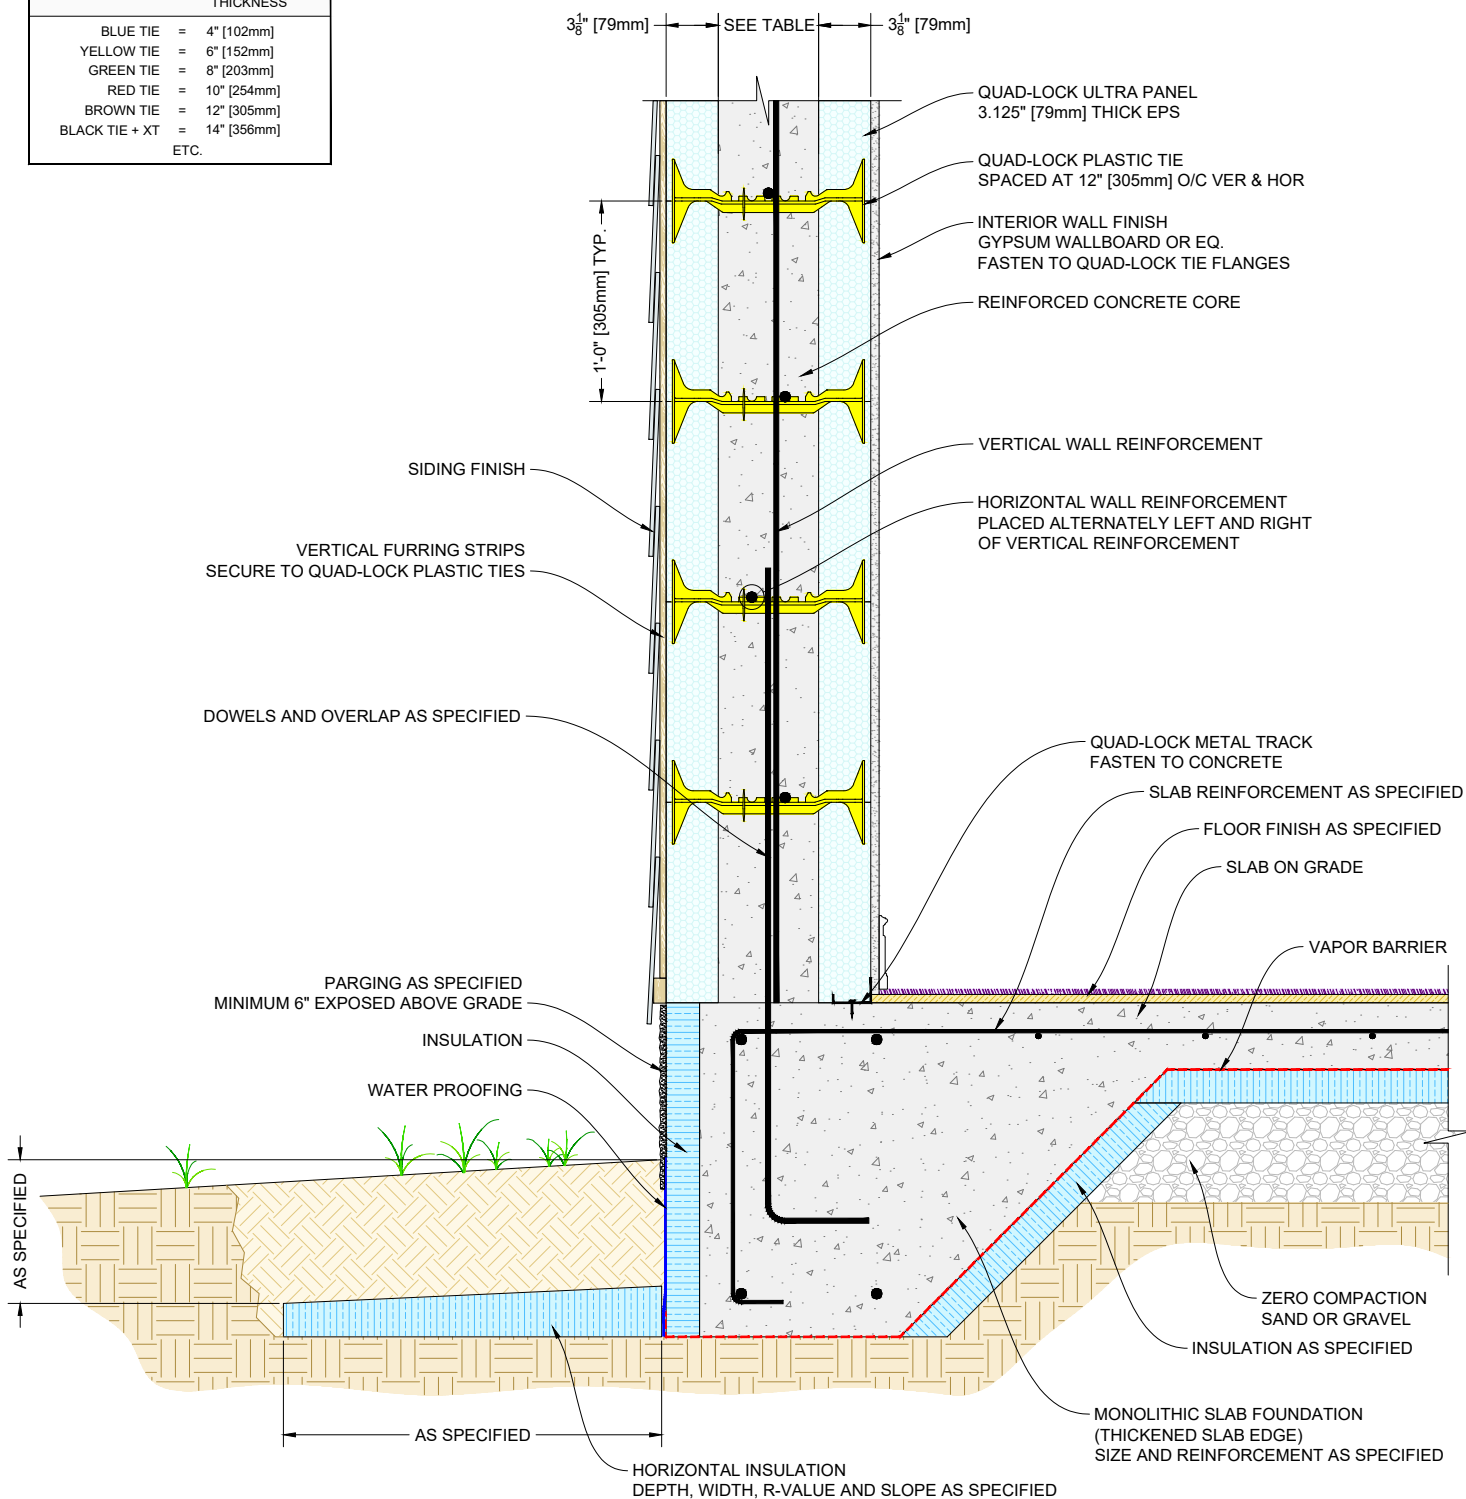 THICKNESS
BLUE TIE = 4" [102mm]
YELLOW TIE = 6" [152mm]
GREEN TIE = 8" [203mm]
RED TIE = 10" [254mm]
BROWN TIE = 12" [305mm]
BLACK TIE + XT = 14" [356mm]
ETC.
3 1/8" [79mm]
SEE TABLE
3 1/8" [79mm]
QUAD-LOCK ULTRA PANEL
3.125" [79mm] THICK EPS
QUAD-LOCK PLASTIC TIE
SPACED AT 12" [305mm] O/C VER & HOR
INTERIOR WALL FINISH
GYPSUM WALLBOARD OR EQ.
FASTEN TO QUAD-LOCK TIE FLANGES
1'-0" [305mm] TYP.
REINFORCED CONCRETE CORE
VERTICAL WALL REINFORCEMENT
SIDING FINISH
HORIZONTAL WALL REINFORCEMENT
PLACED ALTERNATELY LEFT AND RIGHT
OF VERTICAL REINFORCEMENT
VERTICAL FURRING STRIPS
SECURE TO QUAD-LOCK PLASTIC TIES
DOWELS AND OVERLAP AS SPECIFIED
QUAD-LOCK METAL TRACK
FASTEN TO CONCRETE
SLAB REINFORCEMENT AS SPECIFIED
FLOOR FINISH AS SPECIFIED
SLAB ON GRADE
VAPOR BARRIER
PARGING AS SPECIFIED
MINIMUM 6" EXPOSED ABOVE GRADE
INSULATION
WATER PROOFING
AS SPECIFIED
ZERO COMPACTION
SAND OR GRAVEL
INSULATION AS SPECIFIED
MONOLITHIC SLAB FOUNDATION
(THICKENED SLAB EDGE)
SIZE AND REINFORCEMENT AS SPECIFIED
AS SPECIFIED
HORIZONTAL INSULATION
DEPTH, WIDTH, R-VALUE AND SLOPE AS SPECIFIED